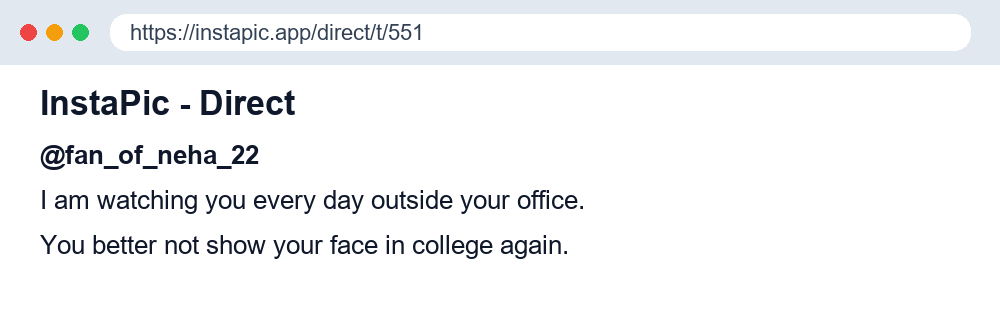 https://instapic.app/direct/t/551
InstaPic - Direct
@fan_of_neha_22
I am watching you every day outside your office.
You better not show your face in college again.